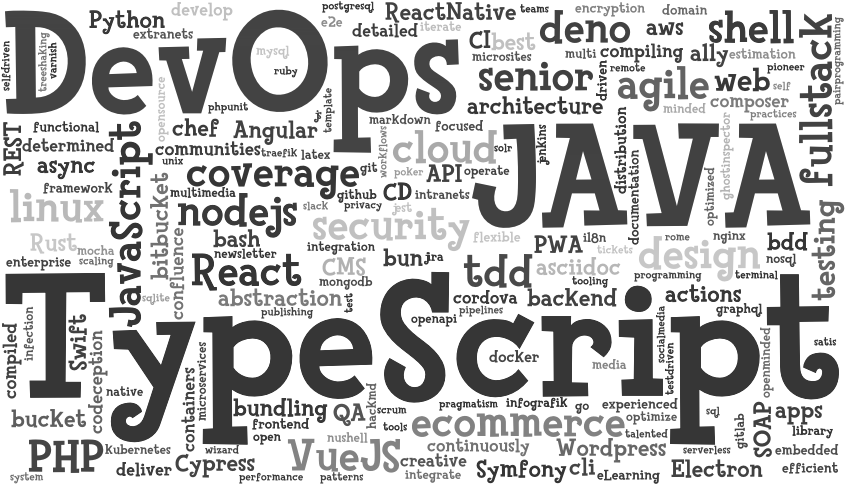 DevOps
JAVA
TypeScript
selfdriven
treeshaking
varnish
Python
extranets
develop
postgresql
e2e
ReactNative
teams
detailed
iterate
encryption
domain
deno
aws
shell
fullstack
pairprogramming
CI
best
microsites
multi
compiling
ally
estimation
pioneer
remote
self
driven
senior
architecture
agile
web
composer
minded
practices
mysql
ruby
phpunit
opensource
template
REST
functional
determined
async
framework
linux
chef
Angular
communities
unix
traefik
latex
markdown
focused
workflows
cloud
solr
jenkins
distribution
documentation
optimized
ghostinspector
coverage
git
poker
API
operate
multimedia
github
privacy
CD
intranets
slack
jest
nodejs
security
flexible
JavaScript
bitbucket
confluence
bash
newsletter
integration
Rust
mocha
scaling
enterprise
sqlite
React
CMS
mongodb
bun
jra
tdd
PWA
il8n
tickets
asciidoc
tooling
design
rome
nginx
bdd
nosql
programming
terminal
testing
abstraction
publishing
test
openapi
cordova
pipelines
backend
actions
graphql
compiled
infection
Swift
codeception
native
docker
media
socialmedia
testdriven
openminded
satis
containers
microservices
bucket
bundling
frontend
open
QA
hackmd
scrum
tools
pragmatism
infografik
go
experienced
optimize
talented
sql
gitlab
SOAP
apps
library
ecommerce
continuously
Wordpress
serverless
embedded
efficient
PHP
kubernetes
deliver
system
wizard
Cypress
performance
nushell
VueJS
patterns
creative
integrate
Symfony
cli
eLearning
Electron